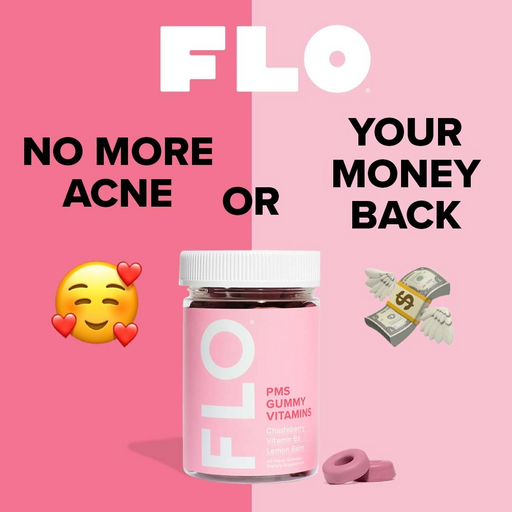 FLO
NO MORE
ACNE
OR
YOUR
MONEY
BACK
FLO
PMS
GUMMY
VITAMINS
Chasteberry
Vitamin B6
Lemon Balm